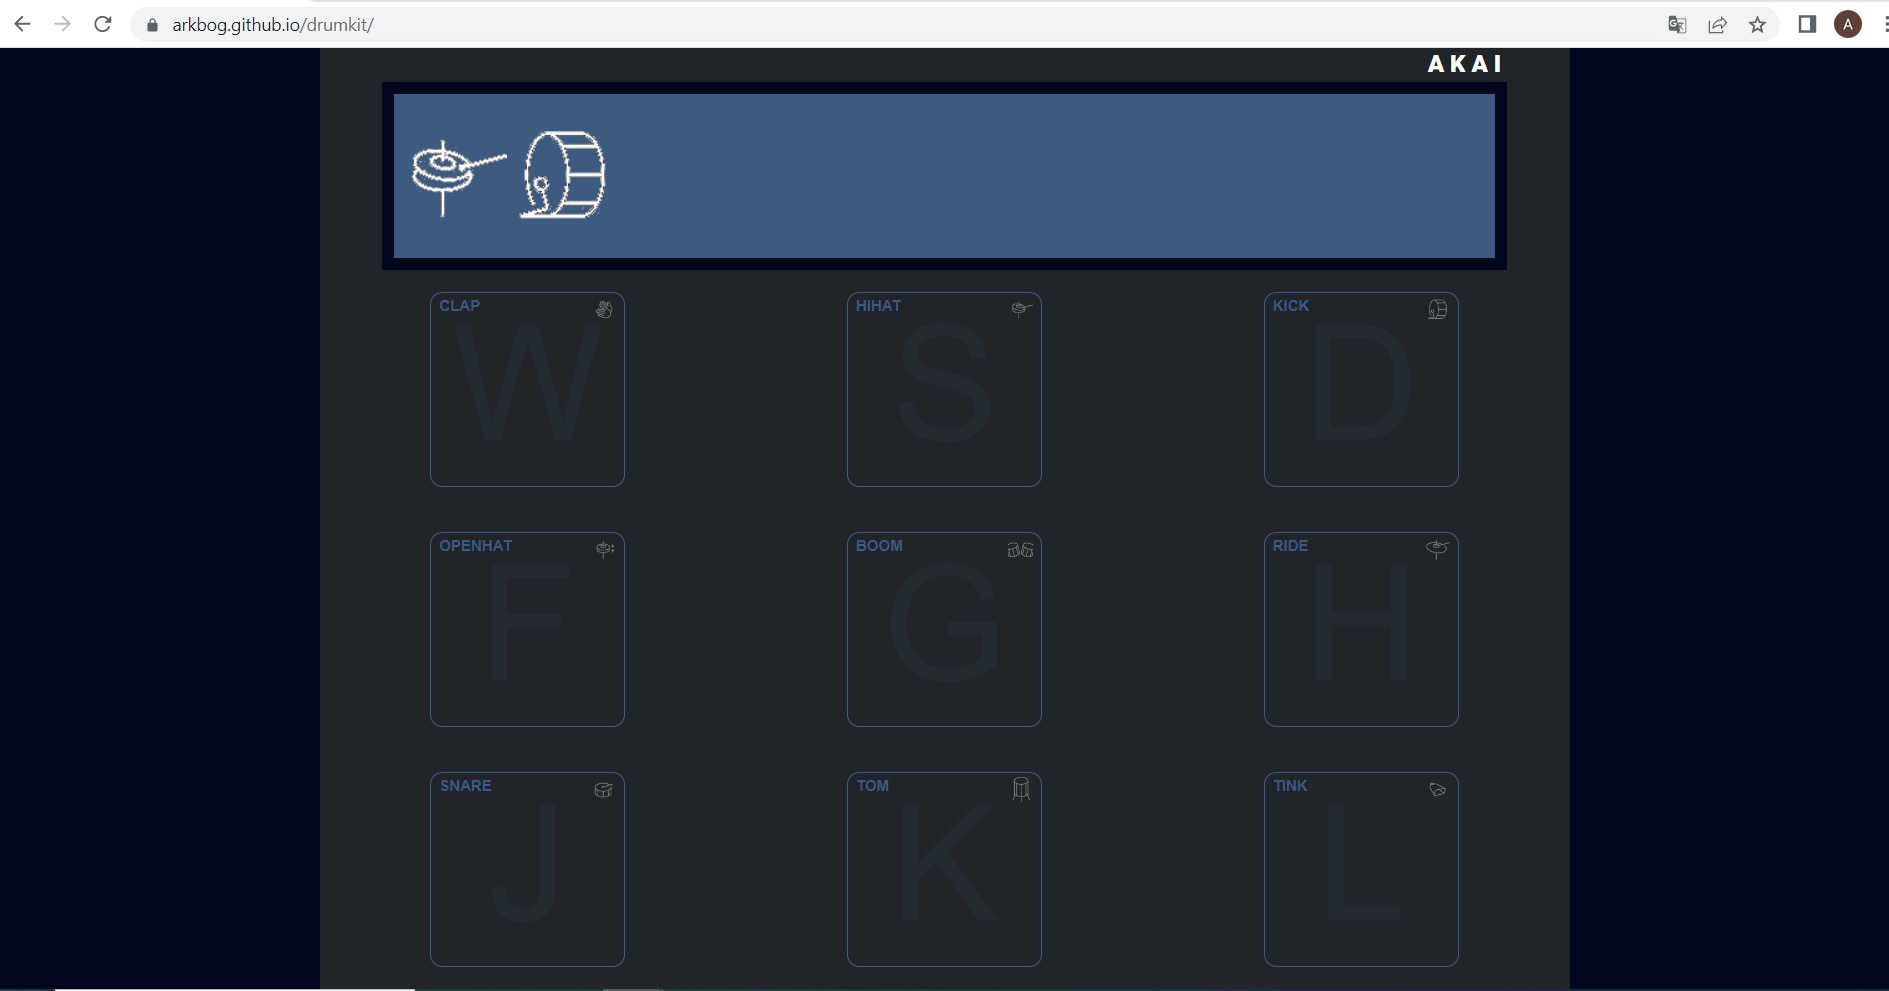 arkbog.github.io/drumkit/
A
AKAI
CLAP
W
HIHAT
S
KICK
D
OPENHAT
F
BOOM
G
RIDE
H
SNARE
J
TOM
K
TINK
L